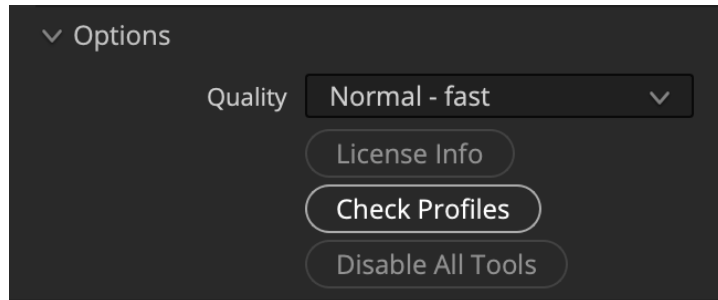 Options
Quality Normal - fast
License Info
Check Profiles
Disable All Tools